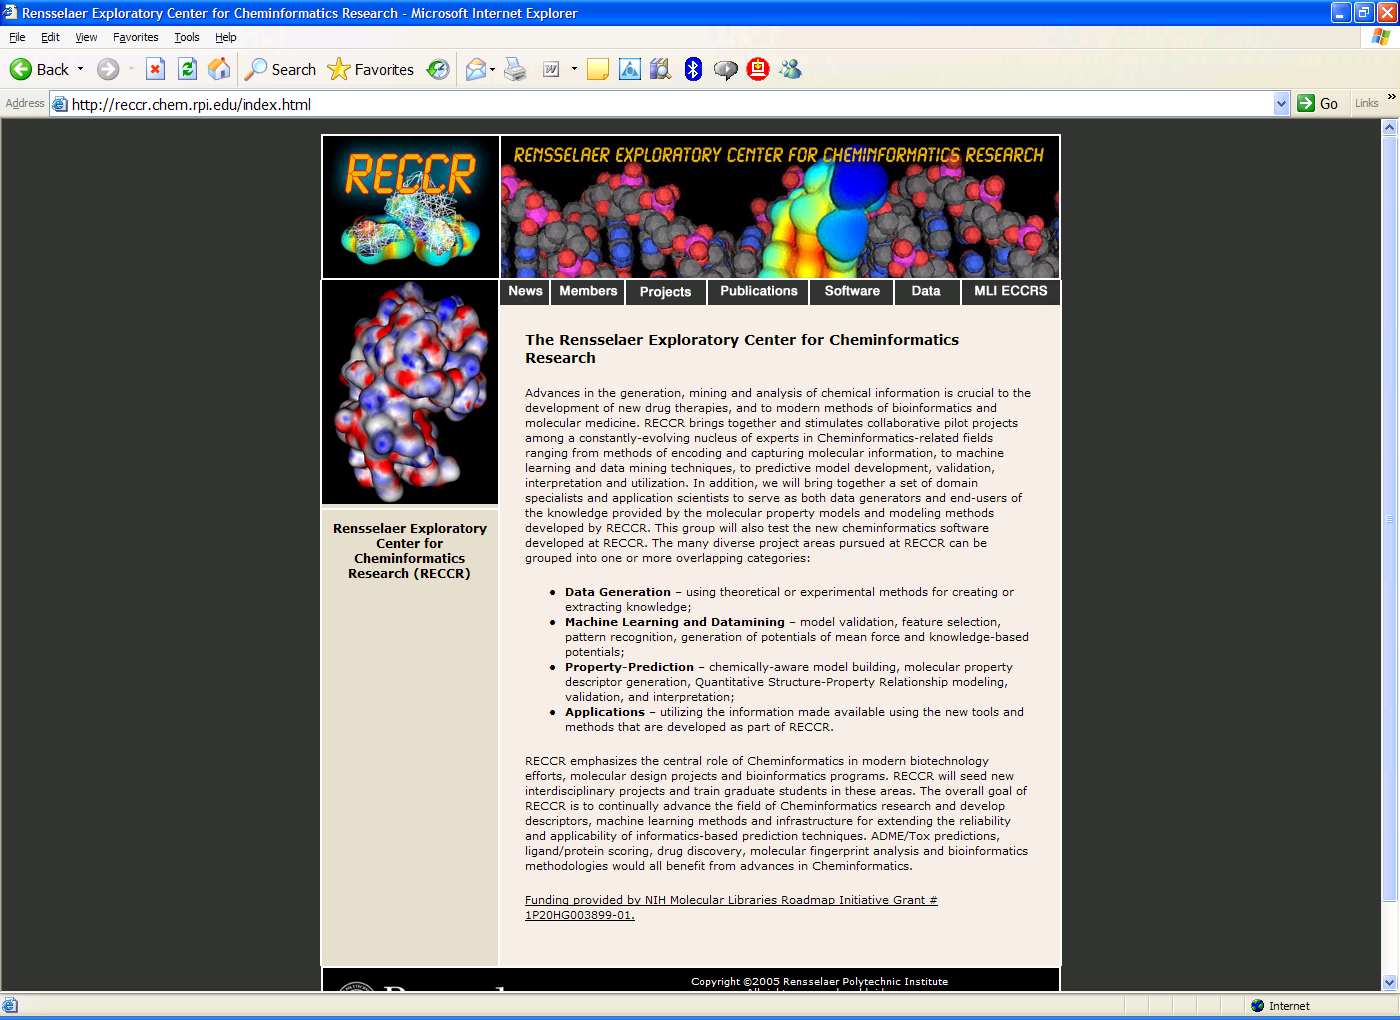 Rensselaer Exploratory Center for Cheminformatics Research - Microsoft Internet Explorer
File Edit View Favorites Tools Help
Back Search Favorites
Address http://reccr.chem.rpi.edu/index.html Go Links »
RECCR
RENSSELAER EXPLORATORY CENTER FOR CHEMINFORMATICS RESEARCH
News Members Projects Publications Software Data MLI ECCRS
Rensselaer Exploratory
Center for
Cheminformatics
Research (RECCR)
The Rensselaer Exploratory Center for Cheminformatics
Research
Advances in the generation, mining and analysis of chemical information is crucial to the
development of new drug therapies, and to modern methods of bioinformatics and
molecular medicine. RECCR brings together and stimulates collaborative pilot projects
among a constantly-evolving nucleus of experts in Cheminformatics-related fields
ranging from methods of encoding and capturing molecular information, to machine
learning and data mining techniques, to predictive model development, validation,
interpretation and utilization. In addition, we will bring together a set of domain
specialists and application scientists to serve as both data generators and end-users of
the knowledge provided by the molecular property models and modeling methods
developed by RECCR. This group will also test the new cheminformatics software
developed at RECCR. The many diverse project areas pursued at RECCR can be
grouped into one or more overlapping categories:
• Data Generation – using theoretical or experimental methods for creating or
extracting knowledge;
• Machine Learning and Datamining – model validation, feature selection,
pattern recognition, generation of potentials of mean force and knowledge-based
potentials;
• Property-Prediction – chemically-aware model building, molecular property
descriptor generation, Quantitative Structure-Property Relationship modeling,
validation, and interpretation;
• Applications – utilizing the information made available using the new tools and
methods that are developed as part of RECCR.
RECCR emphasizes the central role of Cheminformatics in modern biotechnology
efforts, molecular design projects and bioinformatics programs. RECCR will seed new
interdisciplinary projects and train graduate students in these areas. The overall goal of
RECCR is to continually advance the field of Cheminformatics research and develop
descriptors, machine learning methods and infrastructure for extending the reliability
and applicability of informatics-based prediction techniques. ADME/Tox predictions,
ligand/protein scoring, drug discovery, molecular fingerprint analysis and bioinformatics
methodologies would all benefit from advances in Cheminformatics.
Funding provided by NIH Molecular Libraries Roadmap Initiative Grant #
1P20HG003899-01.
Copyright ©2005 Rensselaer Polytechnic Institute
Internet